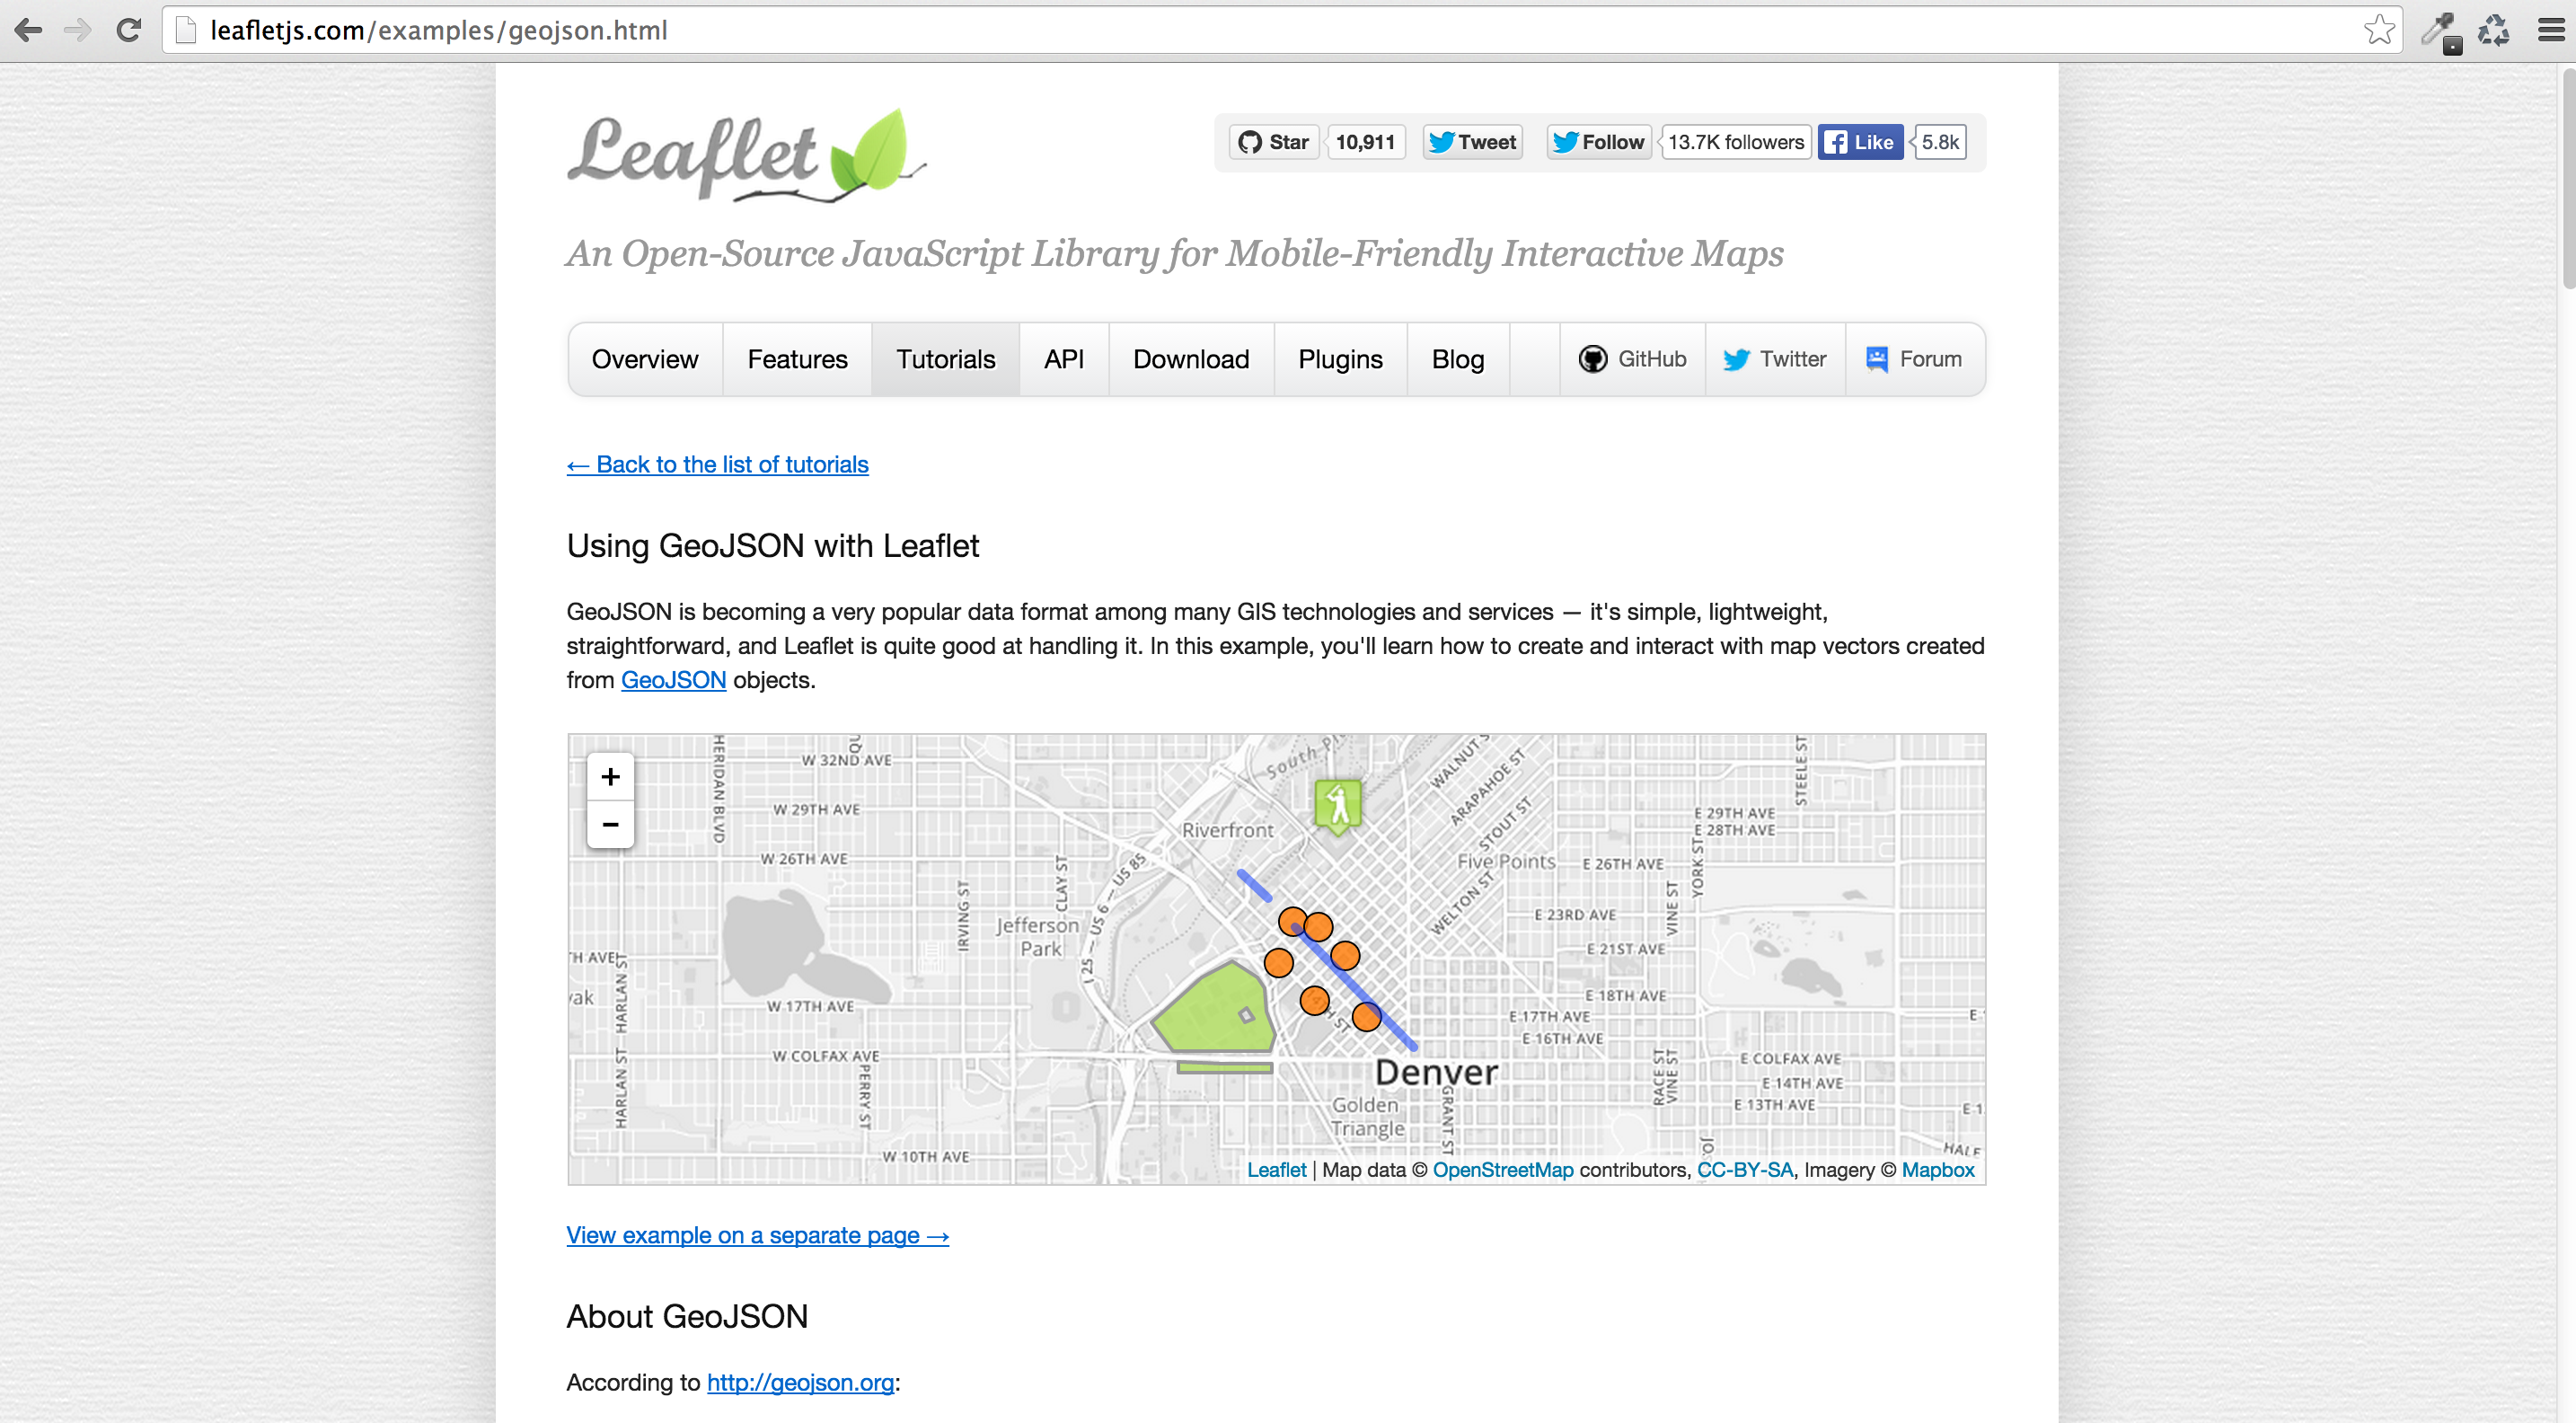 leafletjs.com/examples/geojson.html
Leaflet
Star 10,911 Tweet Follow 13.7K followers Like 5.8k
An Open-Source JavaScript Library for Mobile-Friendly Interactive Maps
Overview Features Tutorials API Download Plugins Blog GitHub Twitter Forum
← Back to the list of tutorials
Using GeoJSON with Leaflet
GeoJSON is becoming a very popular data format among many GIS technologies and services — it's simple, lightweight,
straightforward, and Leaflet is quite good at handling it. In this example, you'll learn how to create and interact with map vectors created
from GeoJSON objects.
+
−
HERIDAN BLVD
QU
W 32ND AVE
W 29TH AVE
W 26TH AVE
IRVING ST
CLAY ST
Jefferson
Park
I 25 — US 6 — US 85
TH AVE
HARLAN ST
vak
W 17TH AVE
W COLFAX AVE
HARLAN ST
PERRY ST
W 10TH AVE
South Pl
Riverfront
WALNUT S
ARAPAHOE ST
STOUT ST
Five Points
WELTON ST
H ST
Denver
Golden
Triangle
GRANT ST
STEELE ST
E 29TH AVE
E 28TH AVE
E 26TH AVE
YORK ST
E 23RD AVE
VINE ST
E 21ST AVE
E 18TH AVE
E 17TH AVE
E
E 16TH AVE
RACE ST
VINE ST
E COLFAX AVE
E 14TH AVE
E 13TH AVE
E 1
JO
HALE
Leaflet | Map data © OpenStreetMap contributors, CC-BY-SA, Imagery © Mapbox
View example on a separate page →
About GeoJSON
According to http://geojson.org: